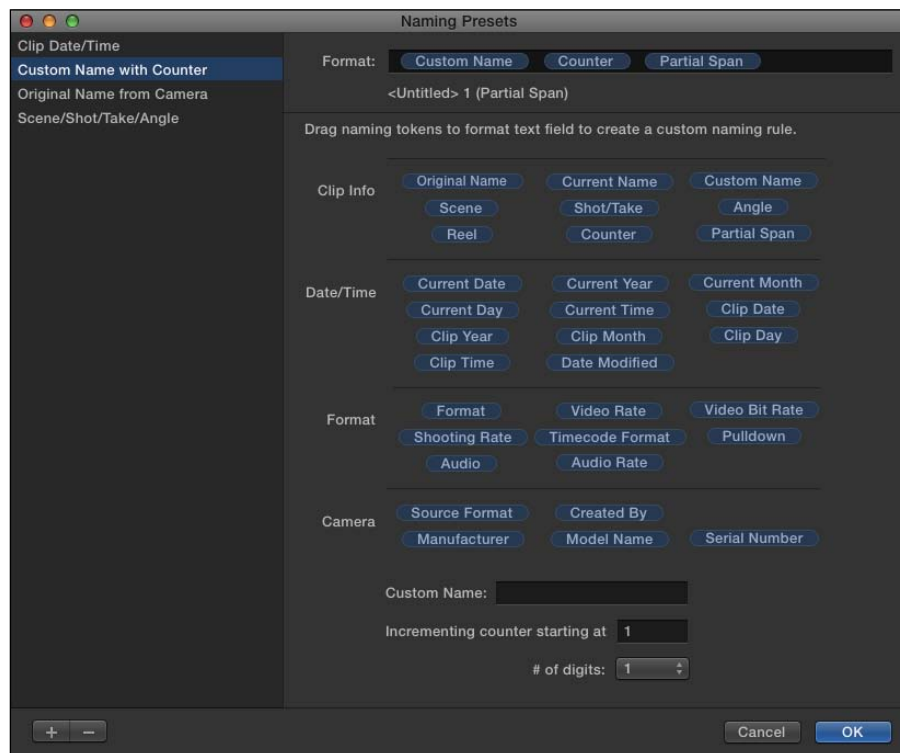 Naming Presets
Clip Date/Time
Custom Name with Counter
Original Name from Camera
Scene/Shot/Take/Angle
Format: Custom Name Counter Partial Span
<Untitled> 1 (Partial Span)
Drag naming tokens to format text field to create a custom naming rule.
Clip Info
Original Name Current Name Custom Name
Scene Shot/Take Angle
Reel Counter Partial Span
Date/Time
Current Date Current Year Current Month
Current Day Current Time Clip Date
Clip Year Clip Month Clip Day
Clip Time Date Modified
Format
Format Video Rate Video Bit Rate
Shooting Rate Timecode Format Pulldown
Audio Audio Rate
Camera
Source Format Created By
Manufacturer Model Name Serial Number
Custom Name:
Incrementing counter starting at 1
# of digits: 1
+ −
Cancel OK